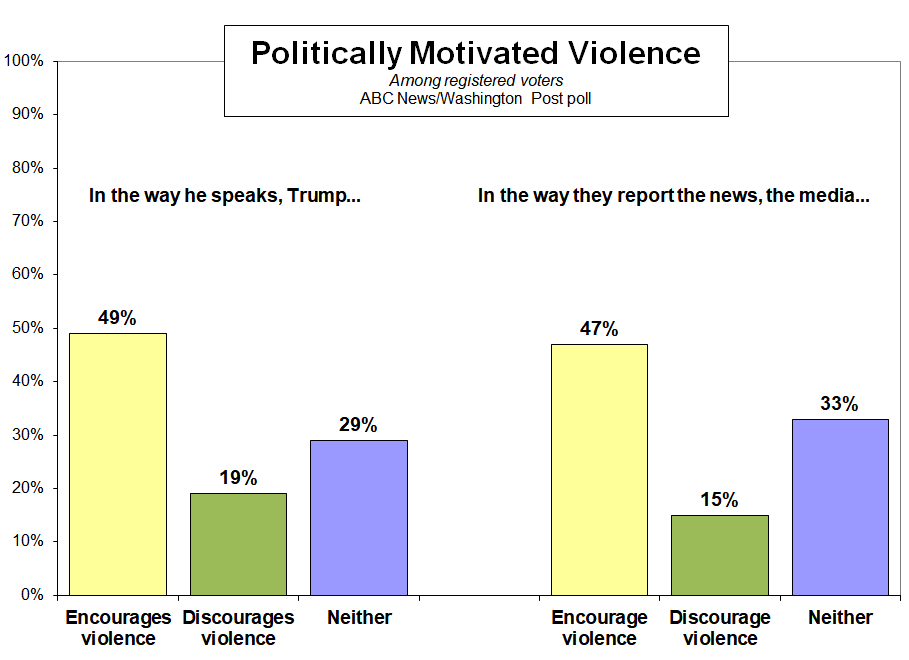 Politically Motivated Violence
Among registered voters
ABC News/Washington Post poll
100%
90%
80%
70%
60%
50%
40%
30%
20%
10%
0%
In the way he speaks, Trump...
49%
19%
29%
Encourages
violence
Discourages
violence
Neither
In the way they report the news, the media...
47%
15%
33%
Encourage
violence
Discourage
violence
Neither